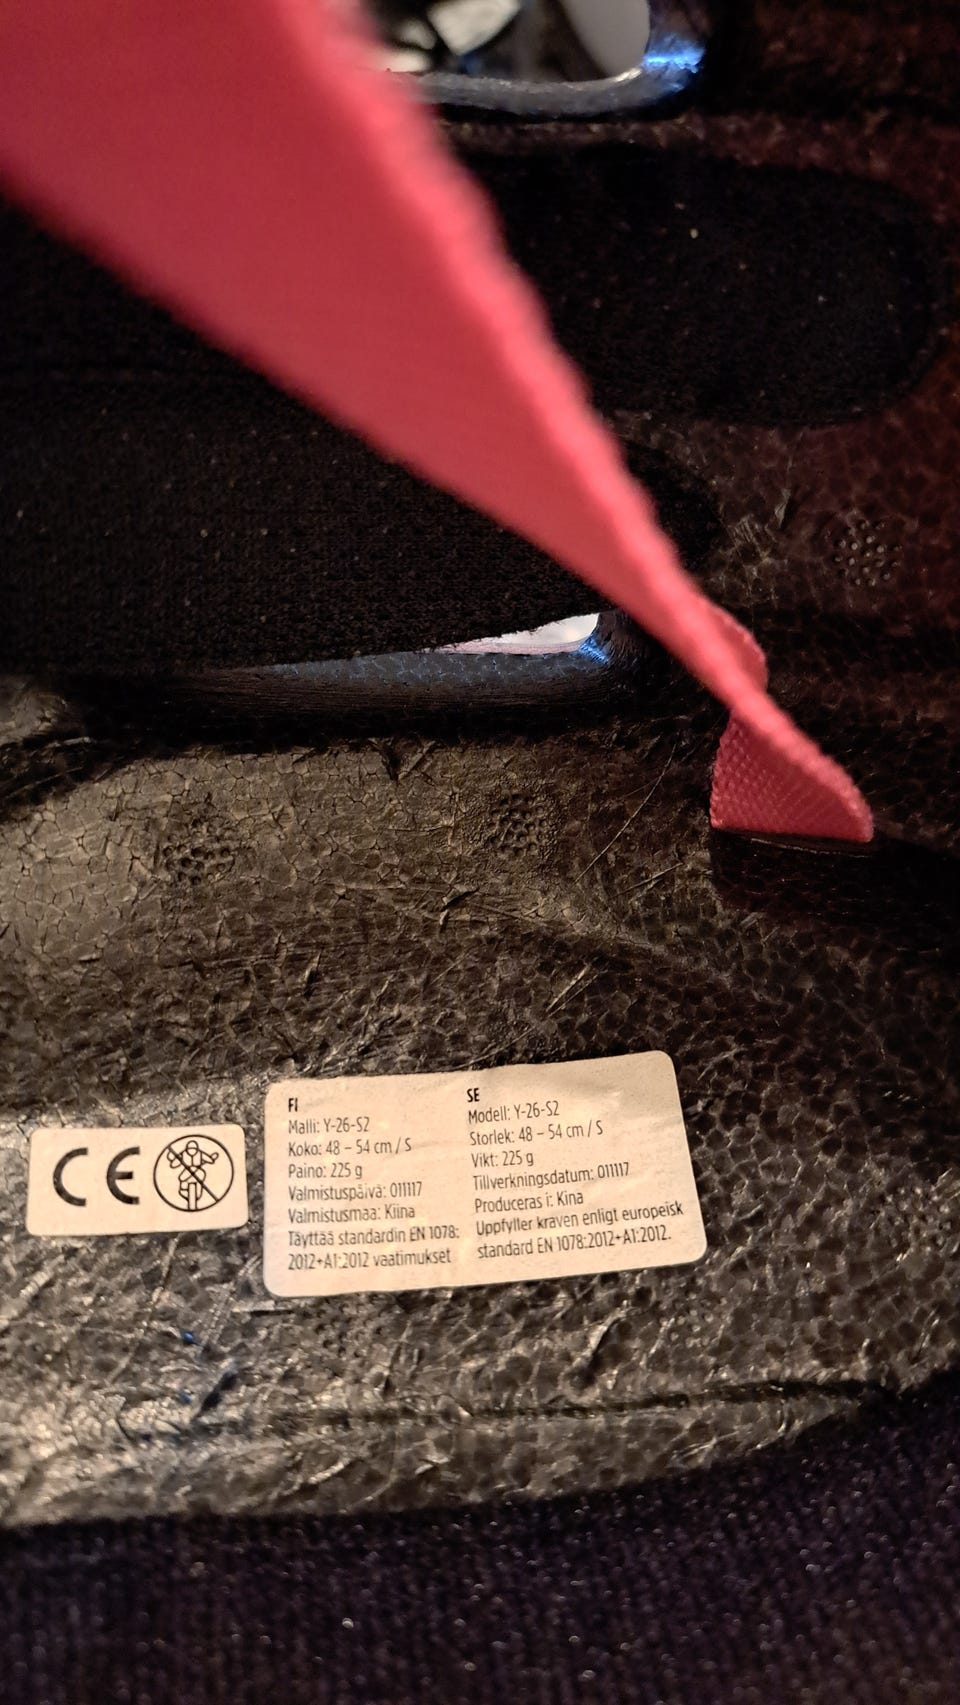 CE
FI
Malli: Y-26-S2
Koko: 48 – 54 cm / S
Paino: 225 g
Valmistuspäivä: 011117
Valmistusmaa: Kiina
Täyttää standardin EN 1078:
2012+A1:2012 vaatimukset
SE
Modell: Y-26-S2
Storlek: 48 – 54 cm / S
Vikt: 225 g
Tillverkningsdatum: 011117
Produceras i: Kina
Uppfyller kraven enligt europeisk
standard EN 1078:2012+A1:2012.